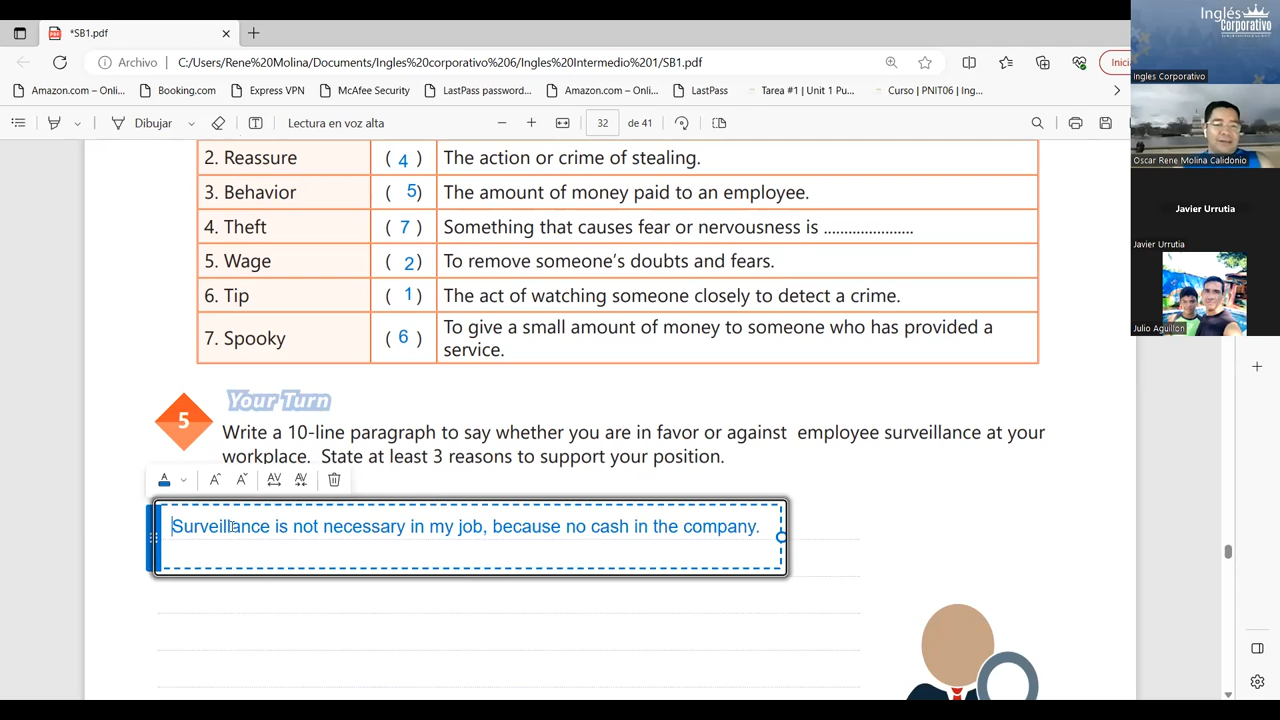 *SB1.pdf
Archivo C:/Users/Rene%20Molina/Documents/Ingles%20corporativo%206/Ingles%20Intermedio%201/SB1.pdf Inicia
Amazon.com – Onli... Booking.com Express VPN McAfee Security LastPass password... Amazon.com – Onli... LastPass Tarea #1 | Unit 1 Pu... Curso | PNIT06 | Ing...
Dibujar Lectura en voz alta 32 de 41
2. Reassure ( 4 ) The action or crime of stealing.
3. Behavior ( 5 ) The amount of money paid to an employee.
4. Theft ( 7 ) Something that causes fear or nervousness is ......................
5. Wage ( 2 ) To remove someone's doubts and fears.
6. Tip ( 1 ) The act of watching someone closely to detect a crime.
7. Spooky ( 6 ) To give a small amount of money to someone who has provided a
service.
5 Your Turn
Write a 10-line paragraph to say whether you are in favor or against employee surveillance at your
workplace. State at least 3 reasons to support your position.
Surveillance is not necessary in my job, because no cash in the company.
Inglés
Corporativo
Ingles Corporativo
Oscar Rene Molina Calidonio
Javier Urrutia
Javier Urrutia
Julio Aguillon